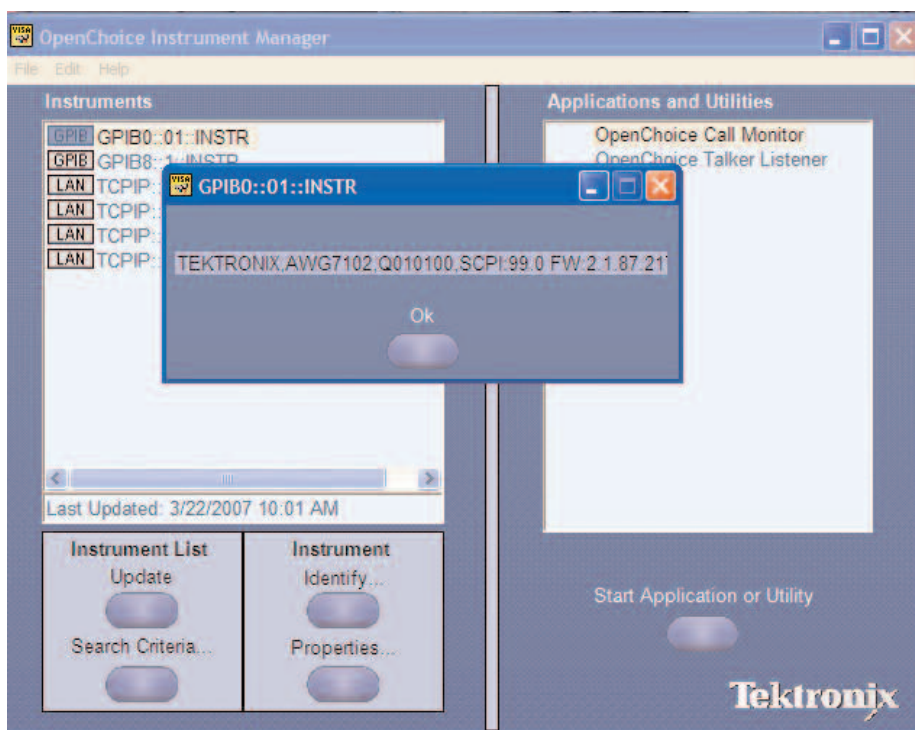 OpenChoice Instrument Manager
File Edit Help
Instruments
GPIB GPIB0::01::INSTR
GPIB GPIB8::1::INSTR
LAN TCPIP::
LAN TCPIP::
LAN TCPIP::
LAN TCPIP::
Last Updated: 3/22/2007 10:01 AM
Applications and Utilities
OpenChoice Call Monitor
OpenChoice Talker Listener
VISA GPIB0::01::INSTR
TEKTRONIX,AWG7102,Q010100,SCPI:99.0 FW:2.1.87.217
Ok
Instrument List
Update
Search Criteria...
Instrument
Identify...
Properties...
Start Application or Utility
Tektronix